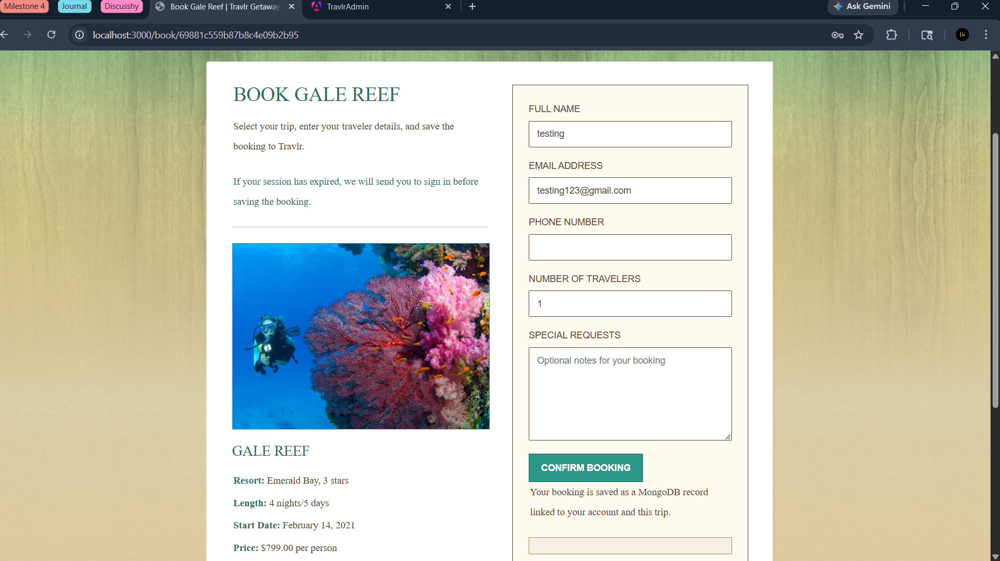 Milestone 4
Journal
Discusshy
Book Gale Reef | Travlr Getaway
TravlrAdmin
Ask Gemini
localhost:3000/book/69881c559b87b8c4e09b2b95
BOOK GALE REEF
Select your trip, enter your traveler details, and save the
booking to Travlr.
If your session has expired, we will send you to sign in before
saving the booking.
GALE REEF
Resort: Emerald Bay, 3 stars
Length: 4 nights/5 days
Start Date: February 14, 2021
Price: $799.00 per person
FULL NAME
testing
EMAIL ADDRESS
testing123@gmail.com
PHONE NUMBER
NUMBER OF TRAVELERS
1
SPECIAL REQUESTS
Optional notes for your booking
CONFIRM BOOKING
Your booking is saved as a MongoDB record
linked to your account and this trip.